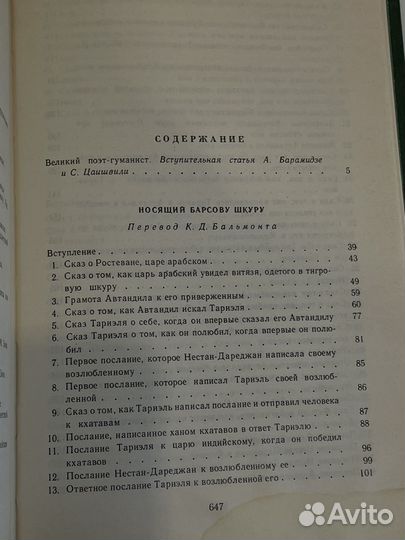 СОДЕРЖАНИЕ
Великий поэт-гуманист. Вступительная статья А. Барамидзе
и С. Цаишвили . . . . . . . . . . . . . . . . . 5
НОСЯЩИЙ БАРСОВУ ШКУРУ
Перевод К. Д. Бальмонта
Вступление . . . . . . . . . . . . . . . . . . . 39
1. Сказ о Ростеване, царе арабском . . . . . . . . . 43
2. Сказ о том, как царь арабский увидел витязя, одетого в тигровую
шкуру . . . . . . . . . . . . . . . . . . 49
3. Грамота Автандила к его приверженным . . . . . . 59
4. Сказ о том, как Автандил искал Тариэля . . . . . . 60
5. Сказ Тариэля о себе, когда он впервые сказал его Автандилу 77
6. Сказ Тариэля о том, как он полюбил, когда впервые он полюбил
. . . . . . . . . . . . . . . . . . . . . 81
7. Первое послание, которое Нестан-Дареджан написала своему
возлюбленному . . . . . . . . . . . . . . . . 85
8. Первое послание, которое написал Тариэль своей возлюбленной
. . . . . . . . . . . . . . . . . . . . 86
9. Сказ о том, как Тариэль написал послание и отправил человека
к кхатавам . . . . . . . . . . . . . . . . . 87
10. Послание, написанное ханом кхатавов в ответ Тариэлю . . 88
11. Послание Тариэля к царю индийскому, когда он победил
кхатавов . . . . . . . . . . . . . . . . . . 96
12. Послание Нестан-Дареджан к возлюбленному ее . . . . 99
13. Ответное послание Тариэля к возлюбленной его . . . . 101
647
Avito